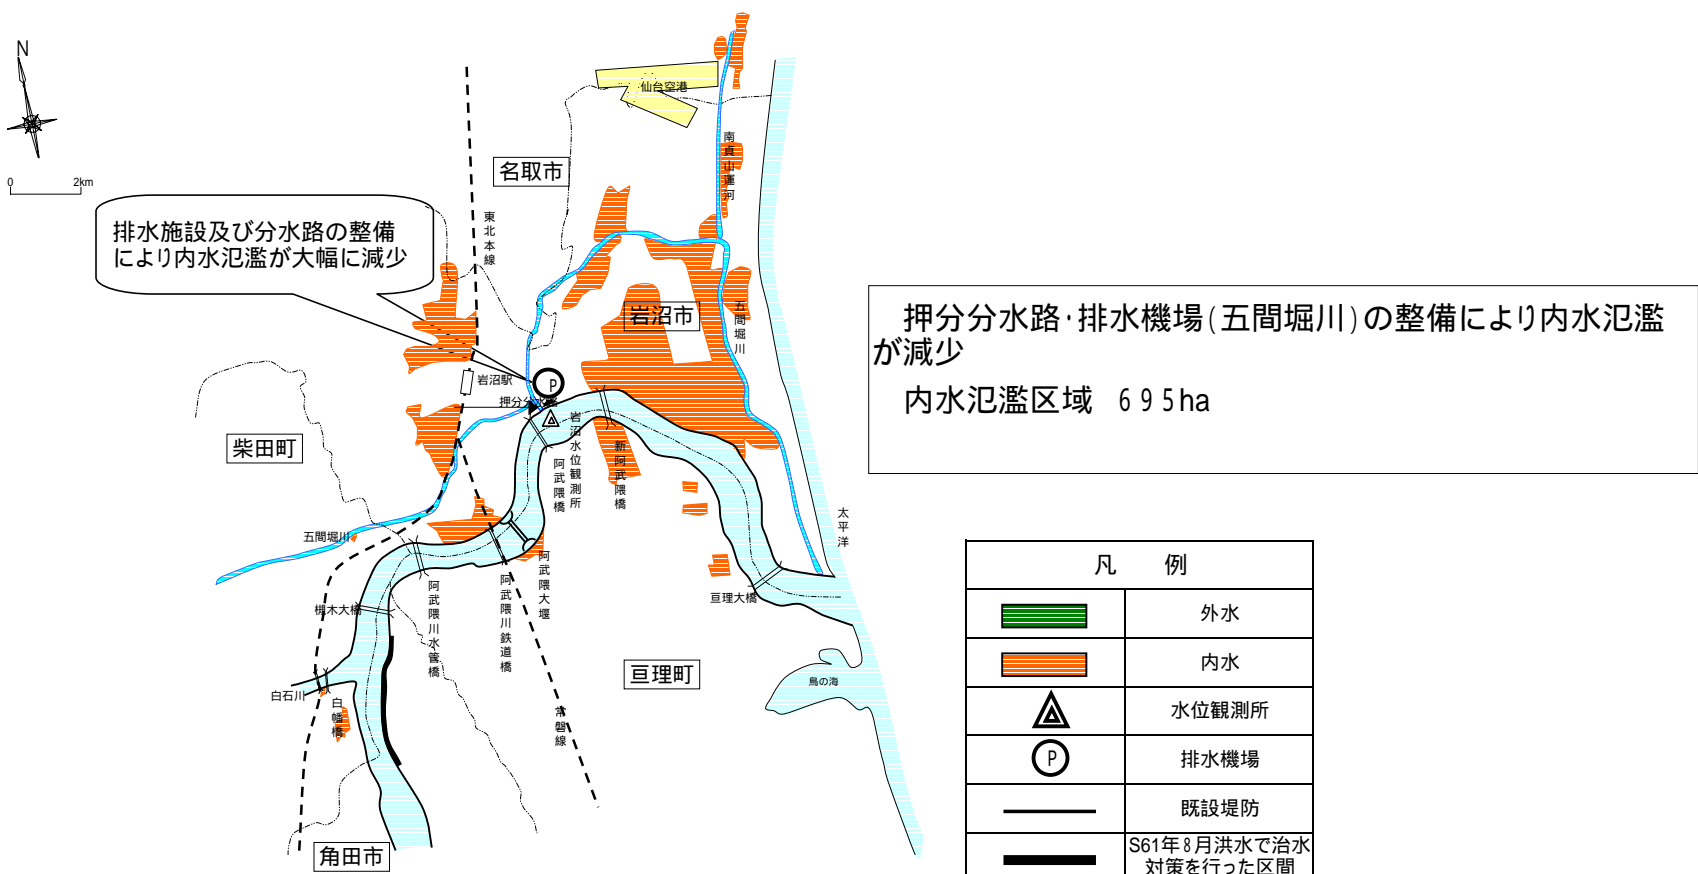 N
0 2km
仙台空港
南貞山運河
名取市
排水施設及び分水路の整備
により内水氾濫が大幅に減少
東北本線
岩沼市
五間堀川
押分分水路・排水機場(五間堀川)の整備により内水氾濫
が減少
内水氾濫区域 695ha
岩沼駅
P
押分分水路
岩沼水位観測所
阿武隈橋
新阿武隈橋
柴田町
太平洋
五間堀川
阿武隈大堰
阿武隈川鉄道橋
阿武隈川水管橋
槻木大橋
亘理大橋
亘理町
鳥の海
白石川
白幡橋
常磐線
角田市
凡 例
外水
内水
水位観測所
P 排水機場
既設堤防
S61年8月洪水で治水
対策を行った区間